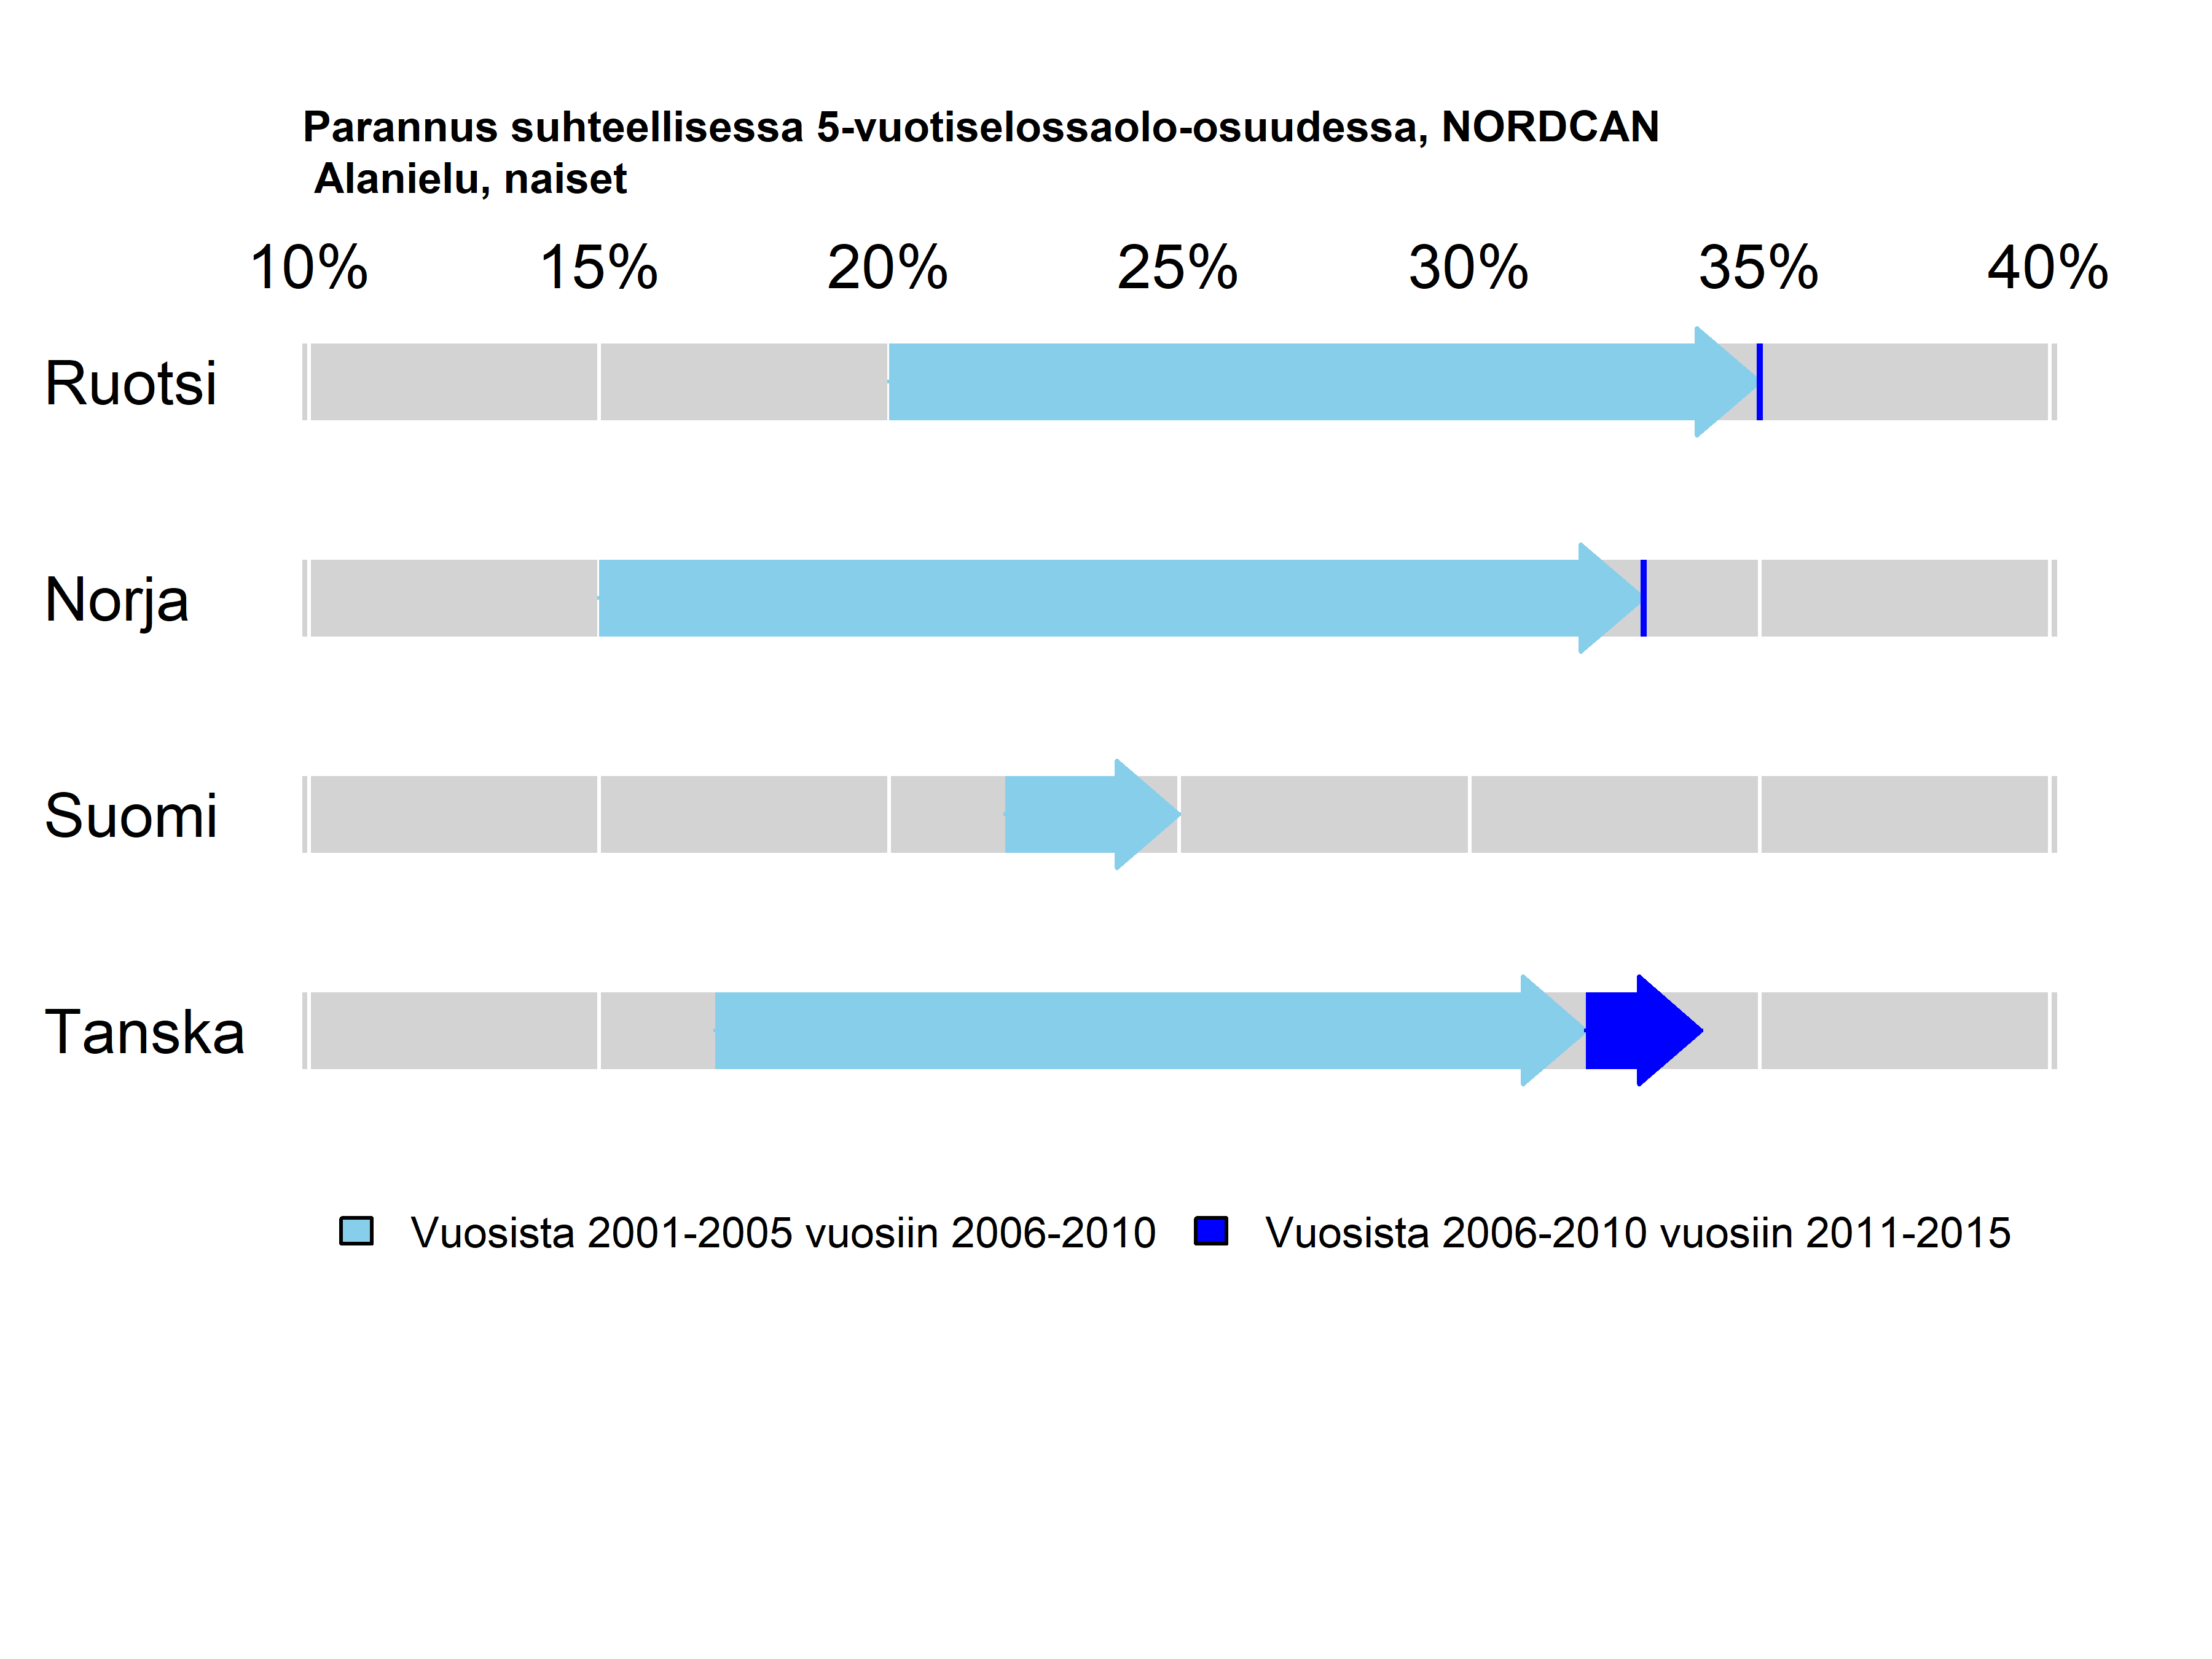 Parannus suhteellisessa 5-vuotiselossaolo-osuudessa, NORDCAN
Alanielu, naiset
10% 15% 20% 25% 30% 35% 40%
Ruotsi
Norja
Suomi
Tanska
Vuosista 2001-2005 vuosiin 2006-2010 Vuosista 2006-2010 vuosiin 2011-2015